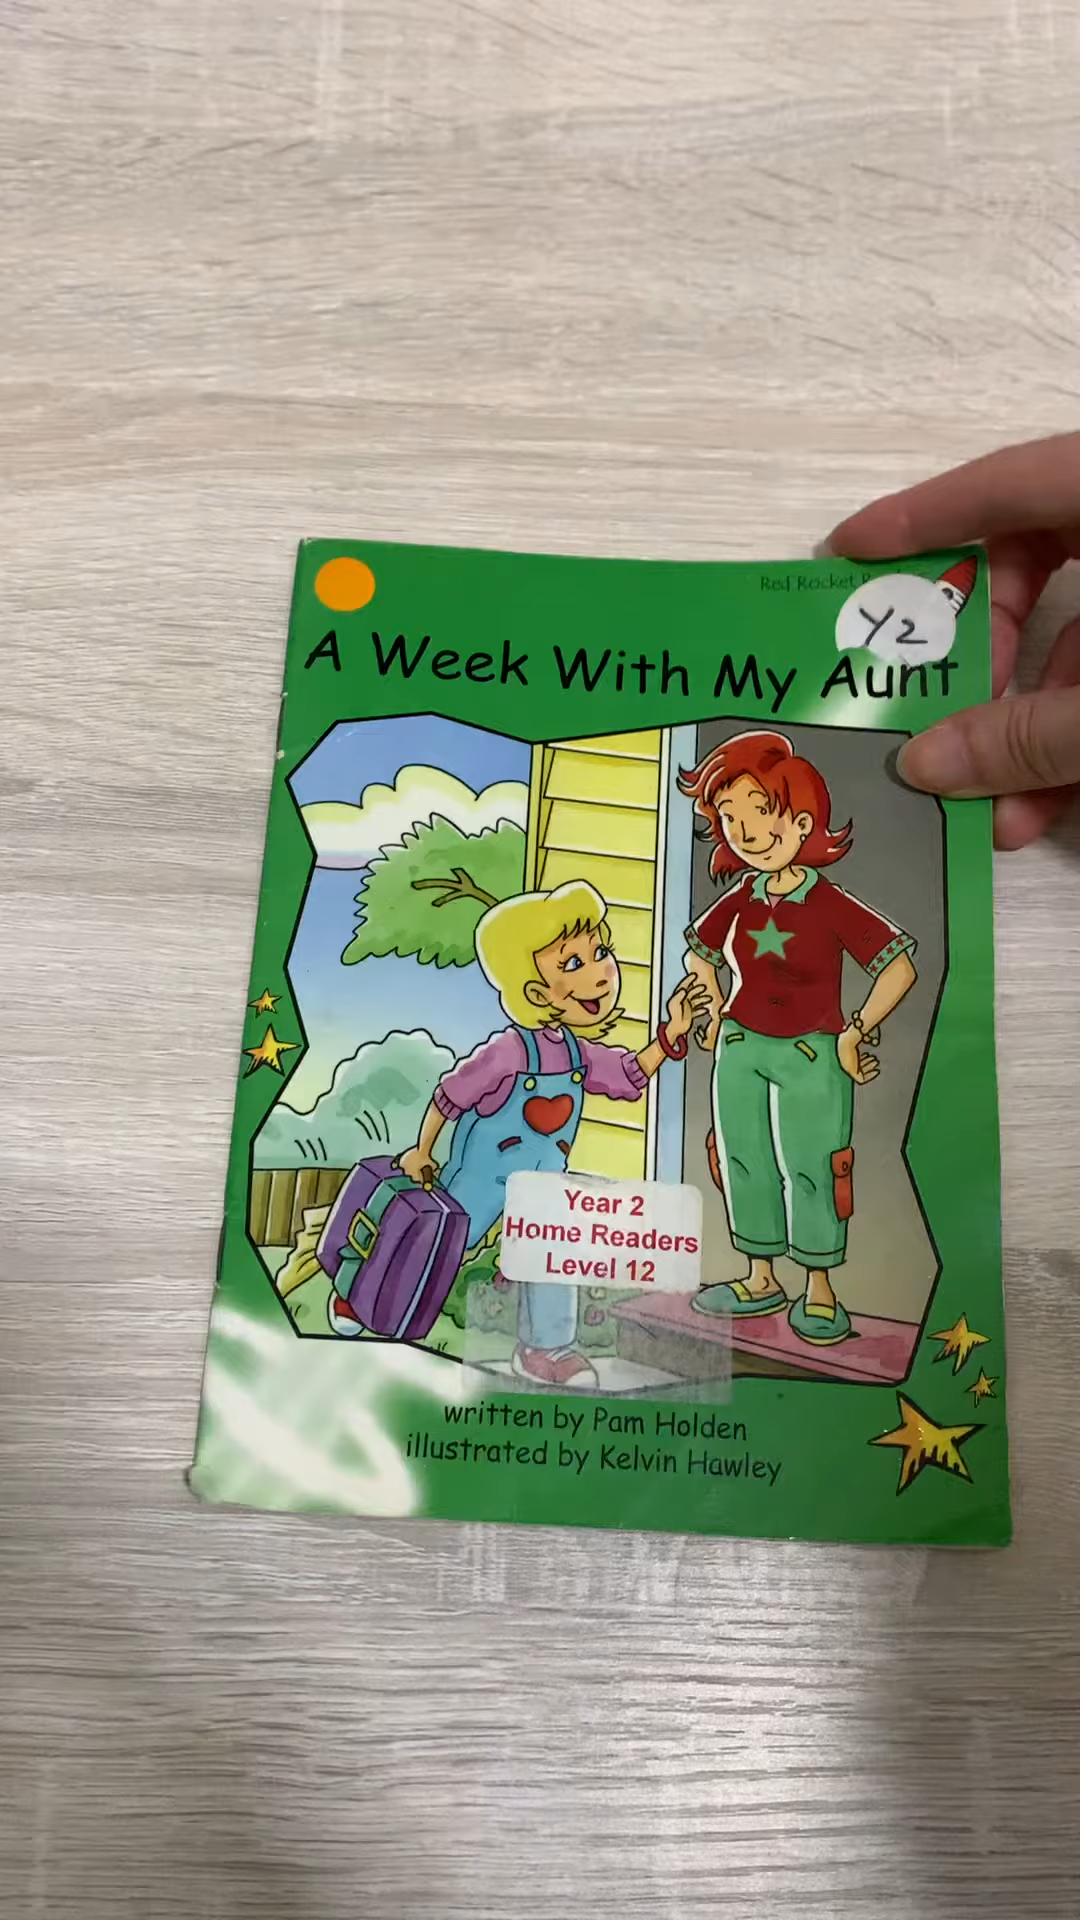 Red Rocket
Y2
A Week With My Aunt
Year 2
Home Readers
Level 12
written by Pam Holden
illustrated by Kelvin Hawley